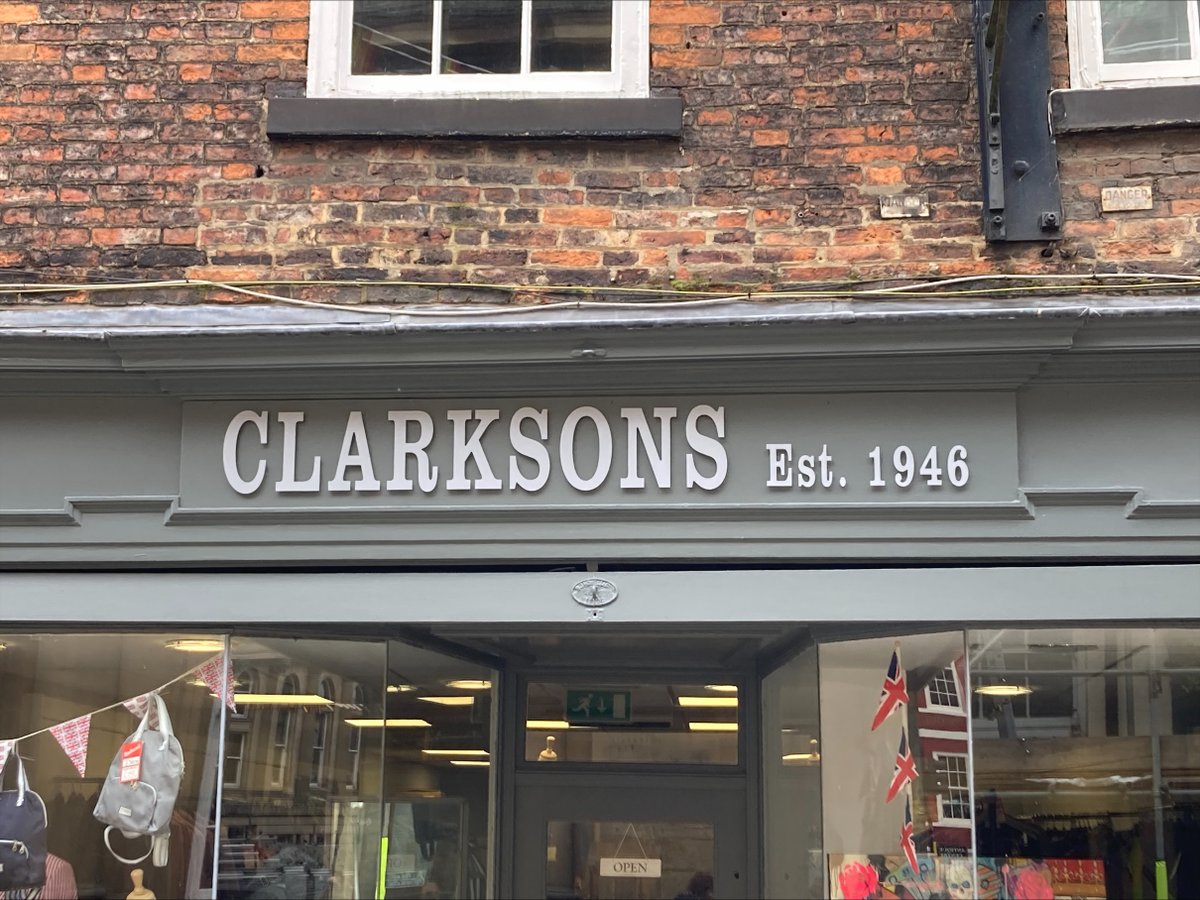 DANGER
CLARKSONS Est. 1946
OPEN